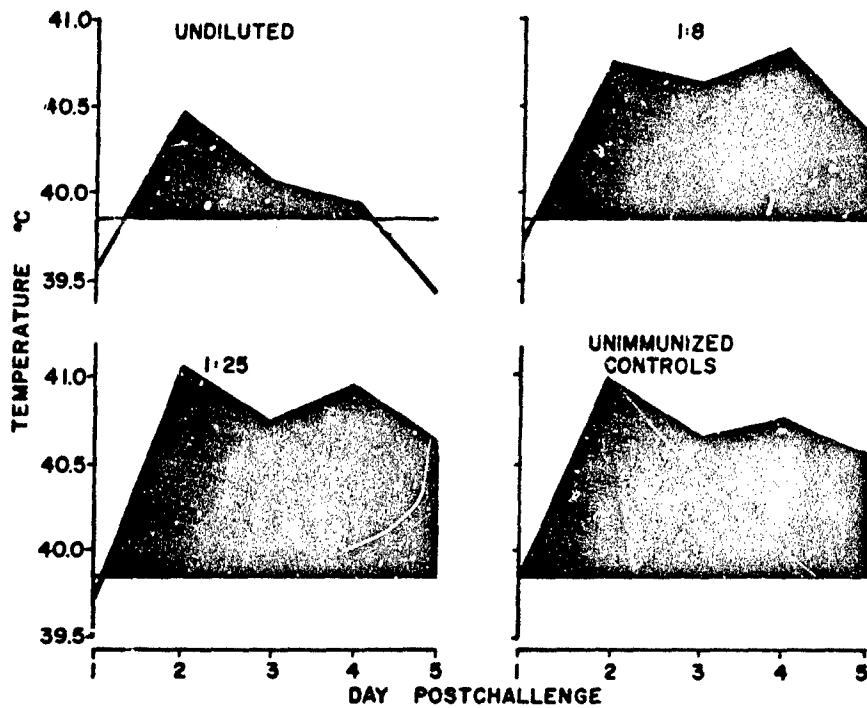 UNDILUTED
1:8
41.0
40.5
40.0
39.5
1:25
UNIMMUNIZED
CONTROLS
41.0
40.5
40.0
39.5
TEMPERATURE °C
1 2 3 4 5
1 2 3 4 5
DAY POSTCHALLENGE